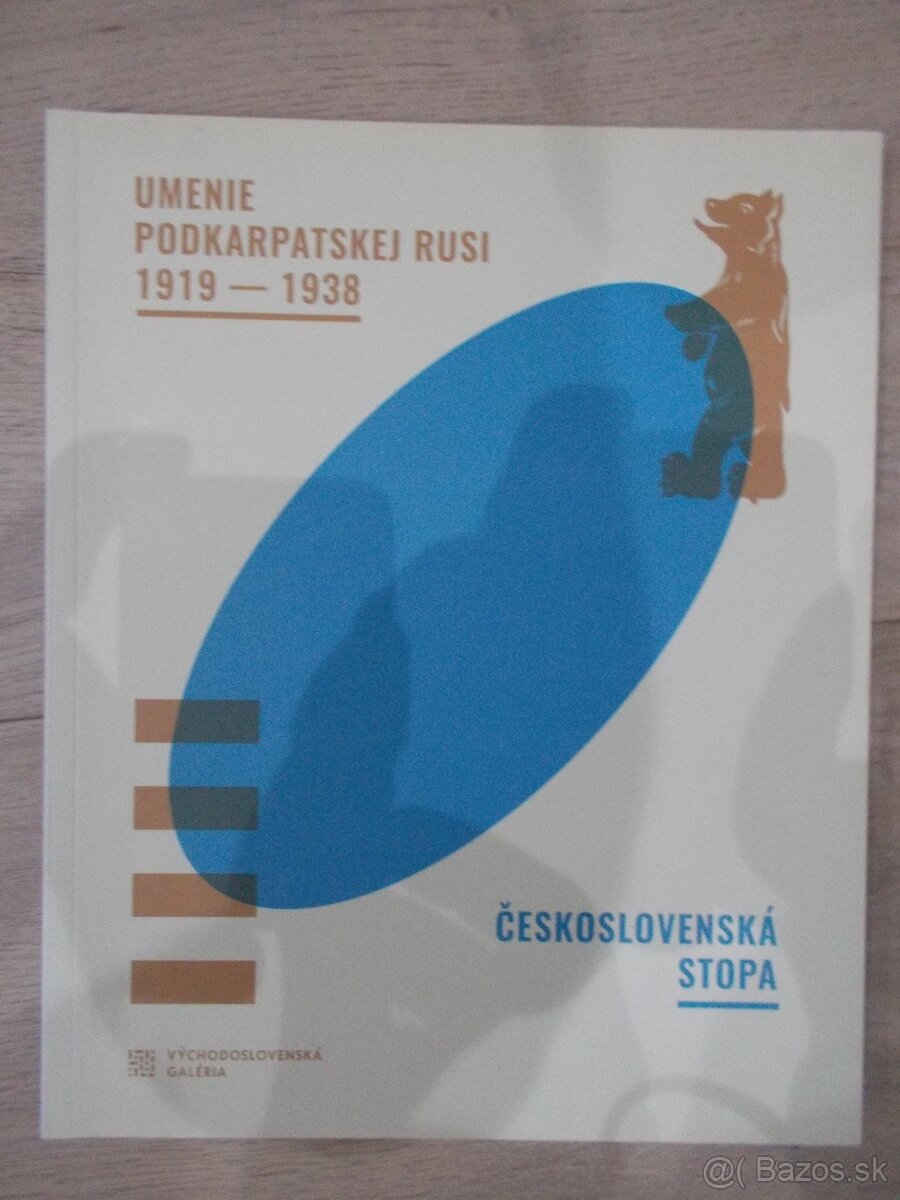 UMENIE
PODKARPATSKEJ RUSI
1919 — 1938
ČESKOSLOVENSKÁ
STOPA
VÝCHODOSLOVENSKÁ
GALÉRIA
@( Bazos.sk